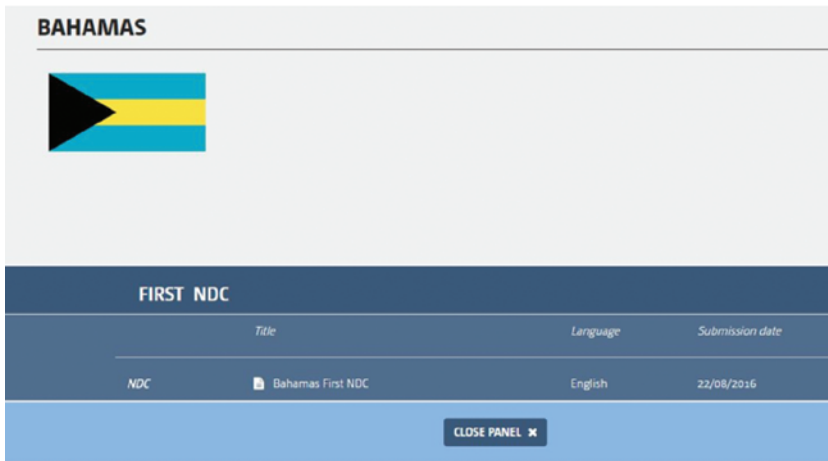 BAHAMAS
FIRST NDC
Title Language Submission date
NDC Bahamas First NDC English 22/08/2016
CLOSE PANEL ✖